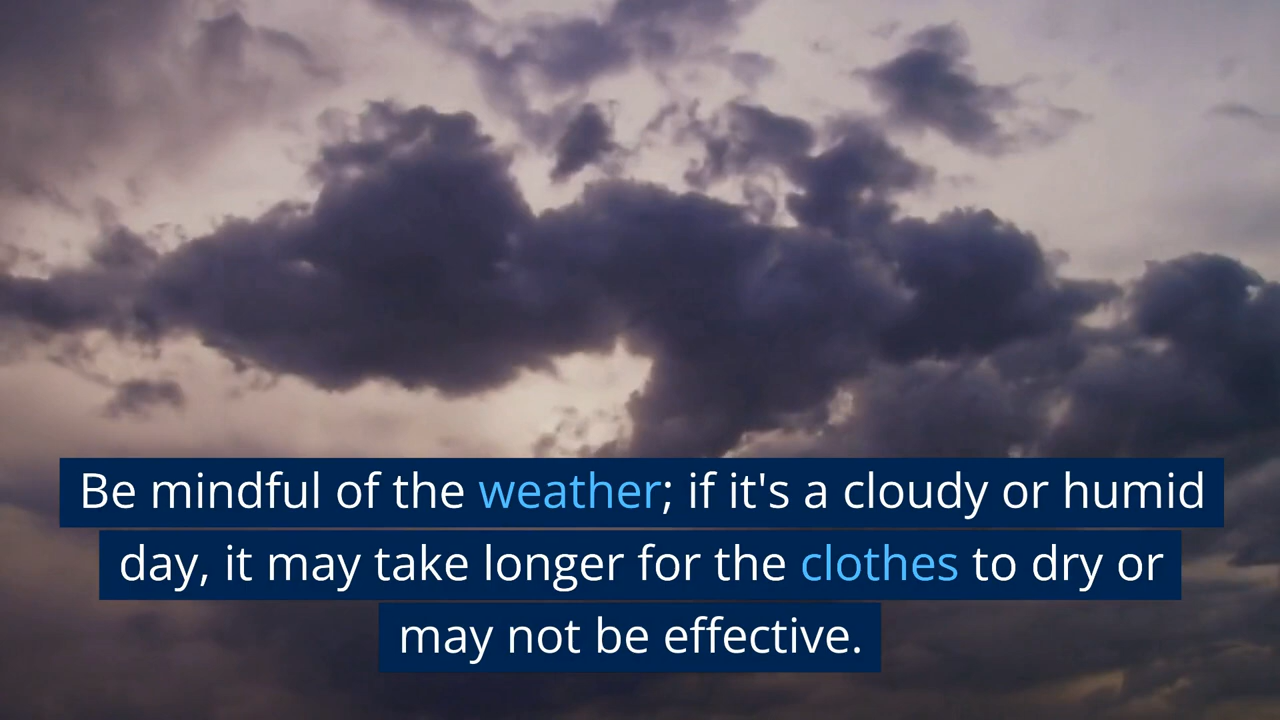 Be mindful of the weather; if it's a cloudy or humid
day, it may take longer for the clothes to dry or
may not be effective.